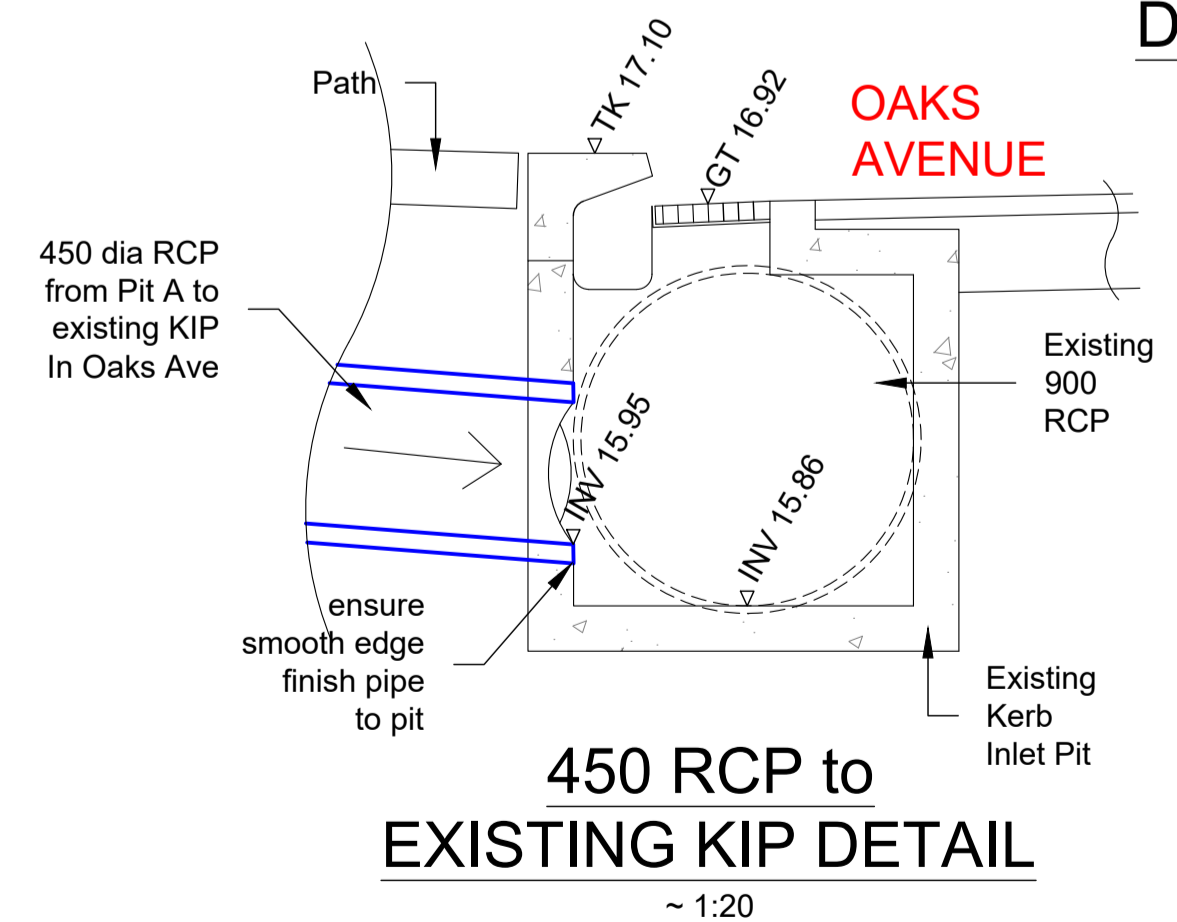 D
TK 17.10
GT 16.92
OAKS
AVENUE
Path
450 dia RCP
from Pit A to
existing KIP
In Oaks Ave
Existing
900
RCP
INV 15.95
INV 15.86
ensure
smooth edge
finish pipe
to pit
Existing
Kerb
Inlet Pit
450 RCP to
EXISTING KIP DETAIL
~ 1:20